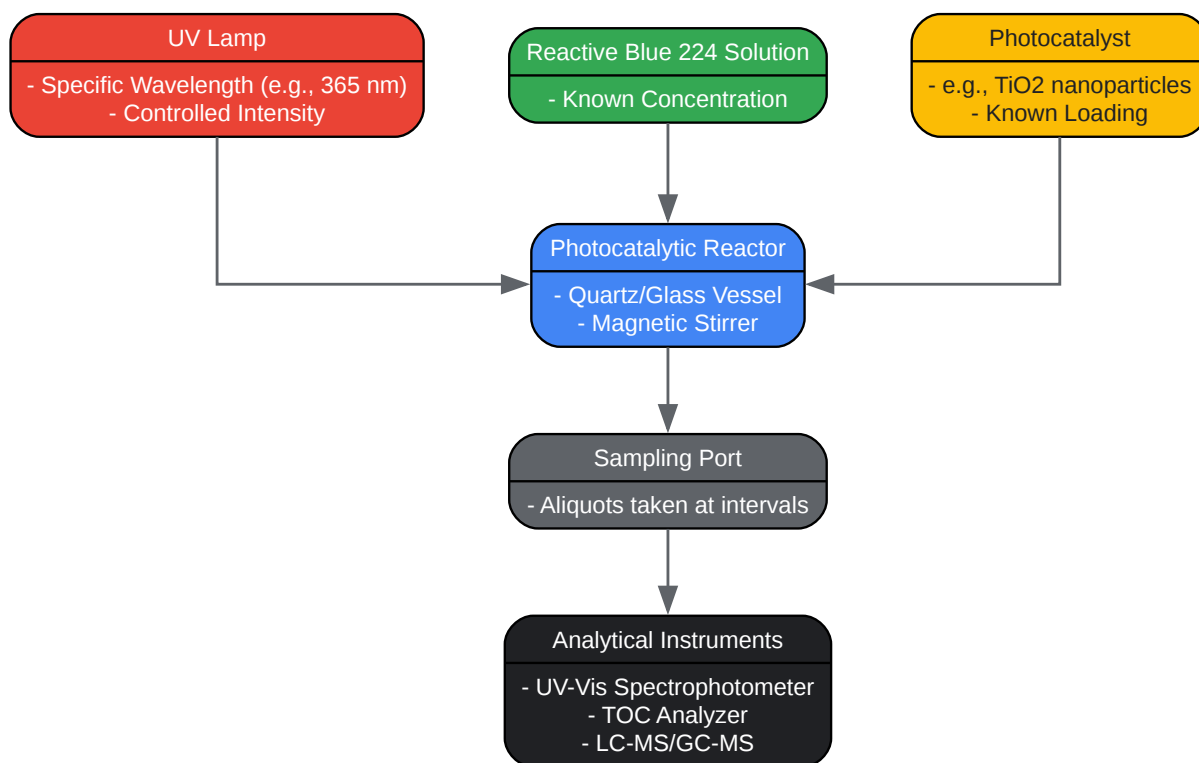 UV Lamp
- Specific Wavelength (e.g., 365 nm)
- Controlled Intensity
Reactive Blue 224 Solution
- Known Concentration
Photocatalyst
- e.g., TiO2 nanoparticles
- Known Loading
Photocatalytic Reactor
- Quartz/Glass Vessel
- Magnetic Stirrer
Sampling Port
- Aliquots taken at intervals
Analytical Instruments
- UV-Vis Spectrophotometer
- TOC Analyzer
- LC-MS/GC-MS